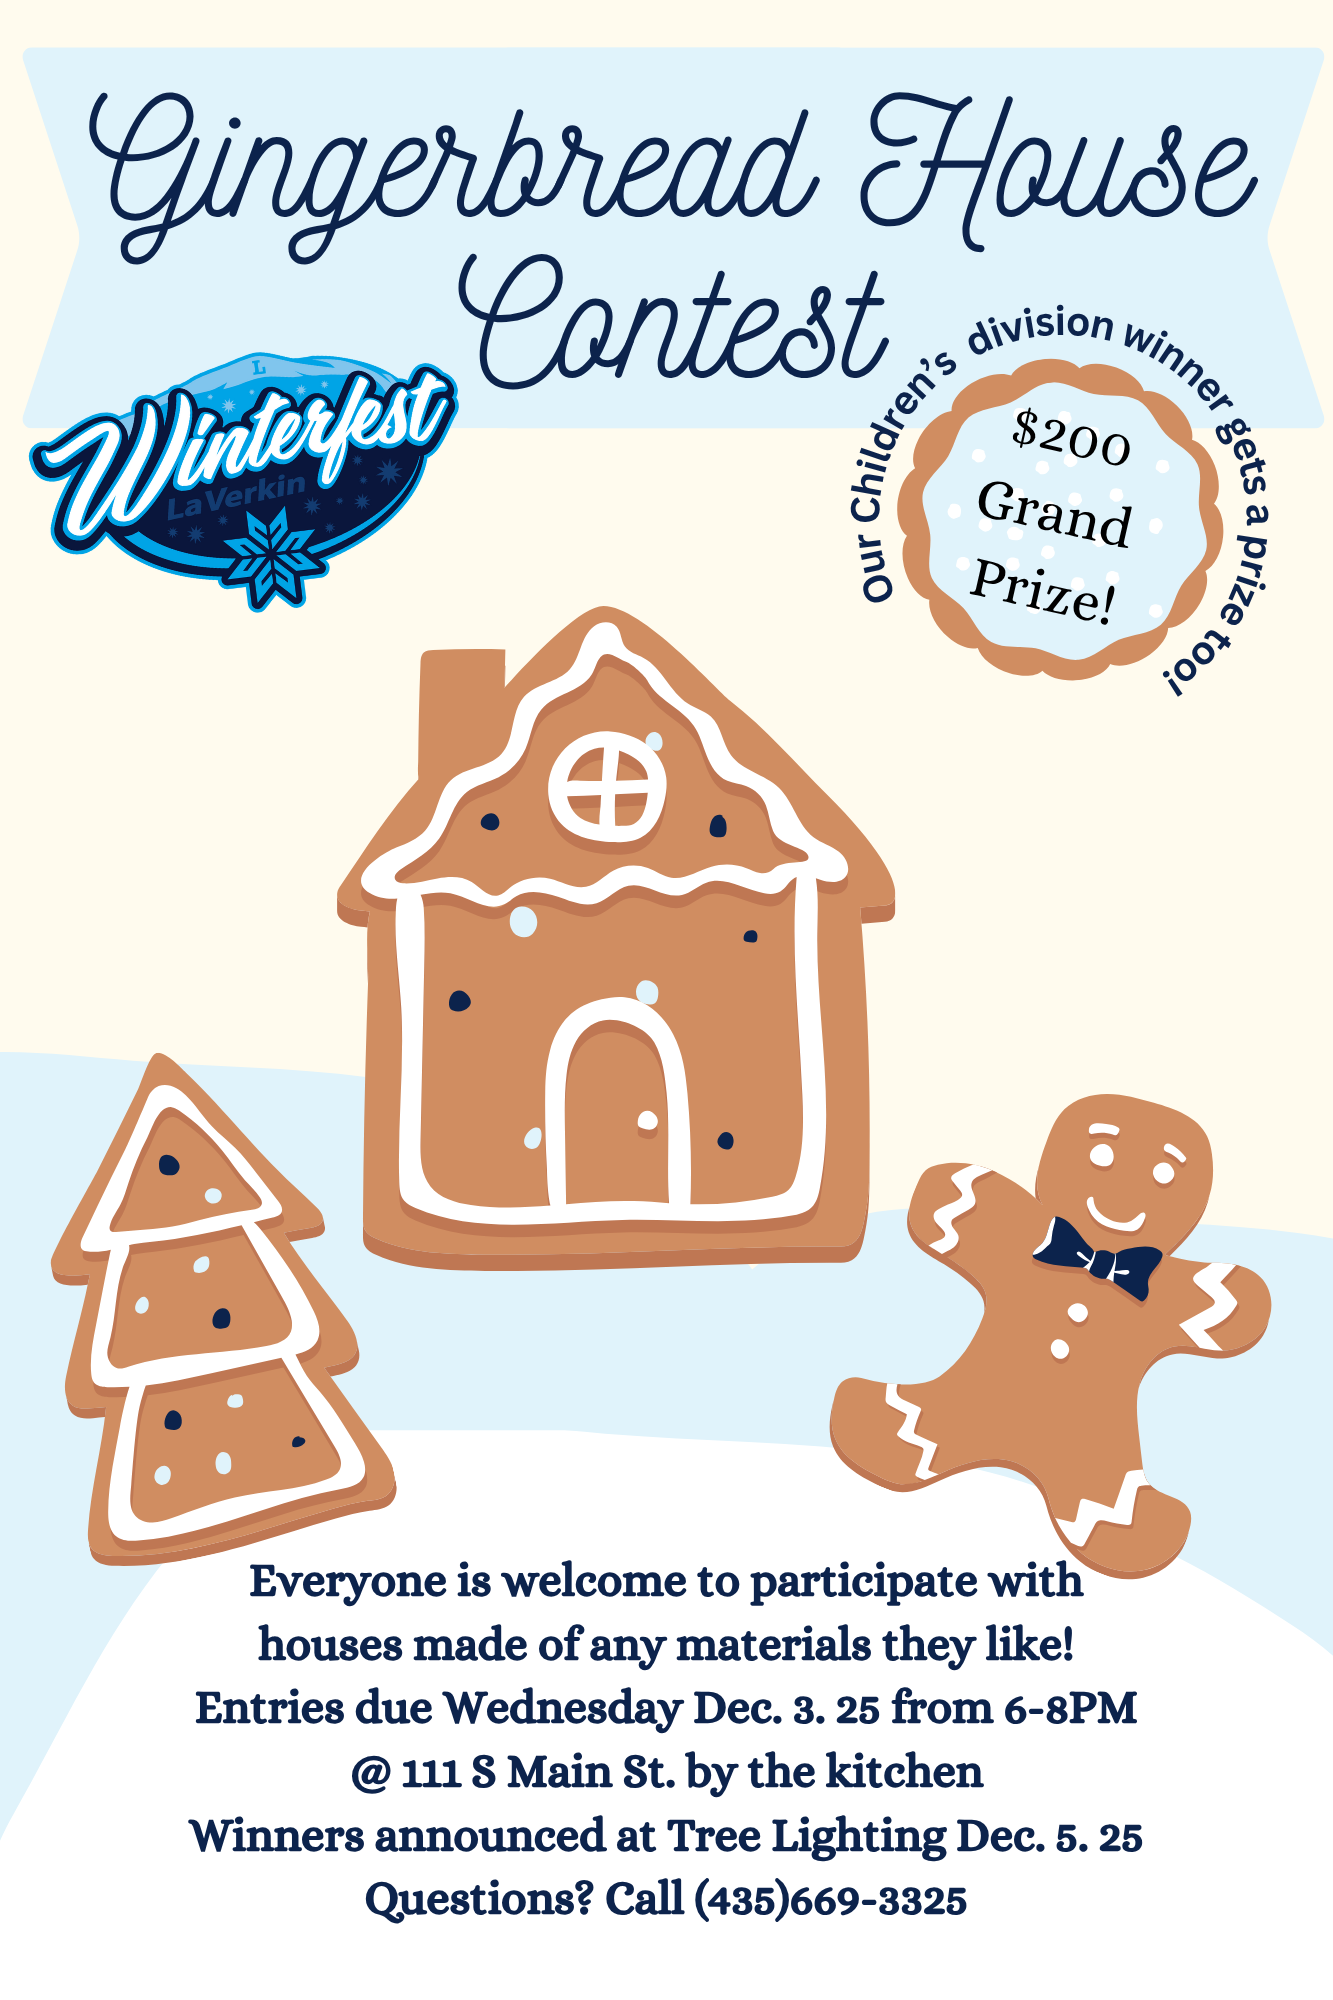 Gingerbread House
Contest
L
Winterfest
LaVerkin
Our Children's division winner gets a prize too!
$200
Grand
Prize!
Everyone is welcome to participate with
houses made of any materials they like!
Entries due Wednesday Dec. 3. 25 from 6-8PM
@ 111 S Main St. by the kitchen
Winners announced at Tree Lighting Dec. 5. 25
Questions? Call (435)669-3325